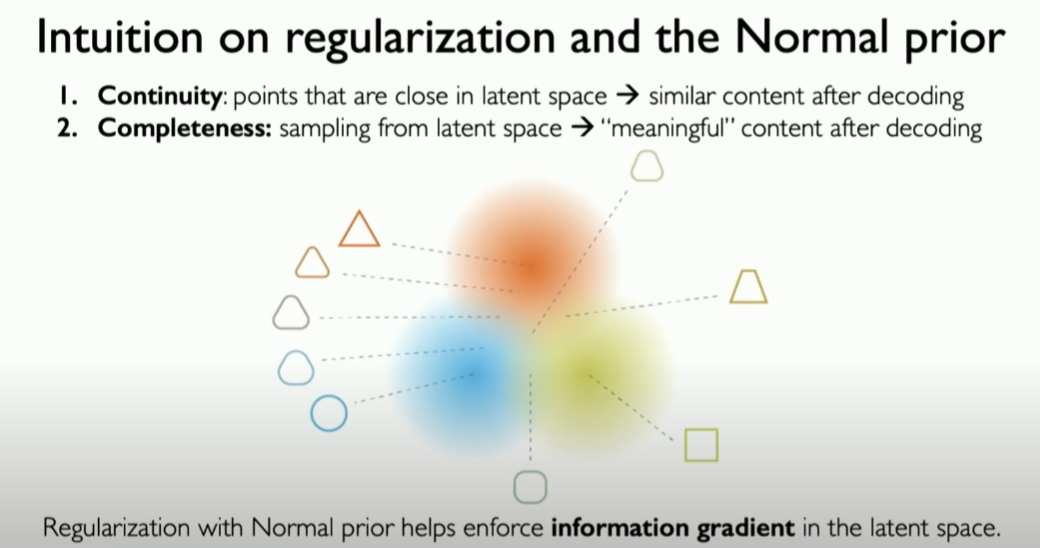 Intuition on regularization and the Normal prior
1. Continuity: points that are close in latent space → similar content after decoding
2. Completeness: sampling from latent space → "meaningful" content after decoding
Regularization with Normal prior helps enforce information gradient in the latent space.